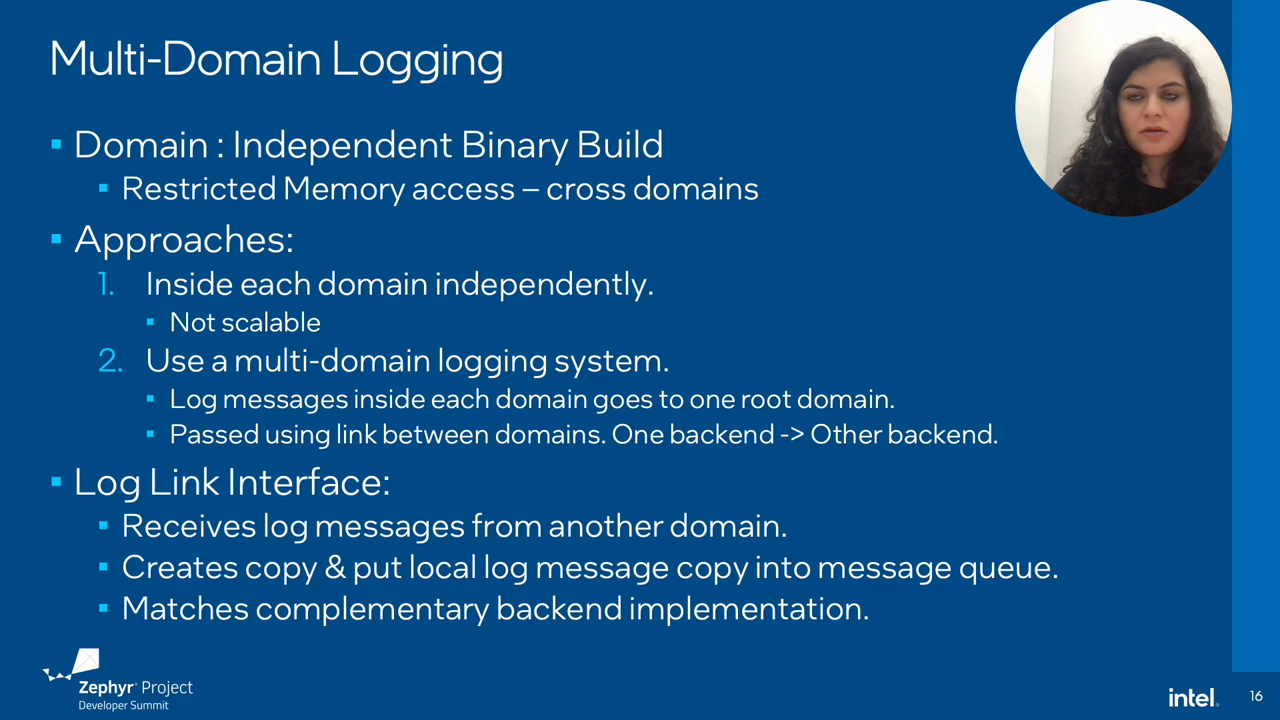 Multi-Domain Logging
▪ Domain : Independent Binary Build
▪ Restricted Memory access – cross domains
▪ Approaches:
1. Inside each domain independently.
▪ Not scalable
2. Use a multi-domain logging system.
▪ Log messages inside each domain goes to one root domain.
▪ Passed using link between domains. One backend -> Other backend.
▪ Log Link Interface:
▪ Receives log messages from another domain.
▪ Creates copy & put local log message copy into message queue.
▪ Matches complementary backend implementation.
Zephyr Project
Developer Summit
intel.
16